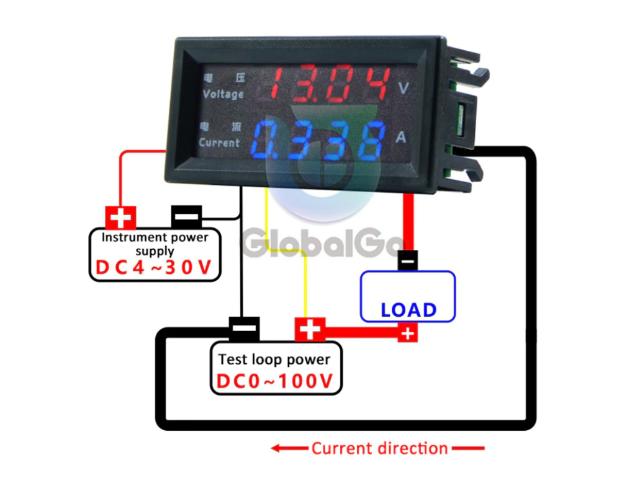 电 压 13.04 V
Voltage
电 流 0.338 A
Current
GlobalGo
Instrument power
supply
DC4~30V
LOAD
Test loop power
DC0~100V
Current direction